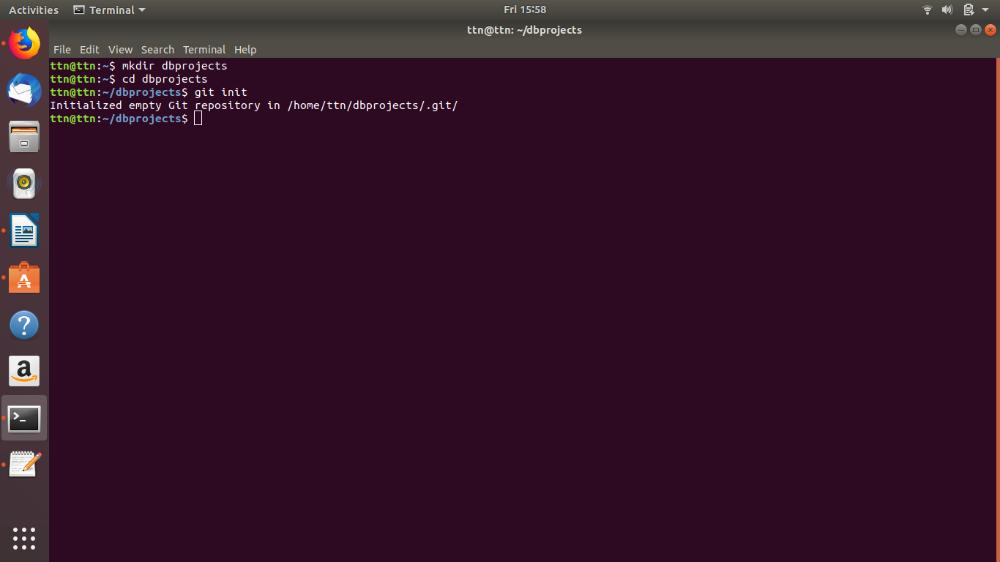 Activities Terminal Fri 15:58
ttn@ttn: ~/dbprojects
File Edit View Search Terminal Help
ttn@ttn:~$ mkdir dbprojects
ttn@ttn:~$ cd dbprojects
ttn@ttn:~/dbprojects$ git init
Initialized empty Git repository in /home/ttn/dbprojects/.git/
ttn@ttn:~/dbprojects$